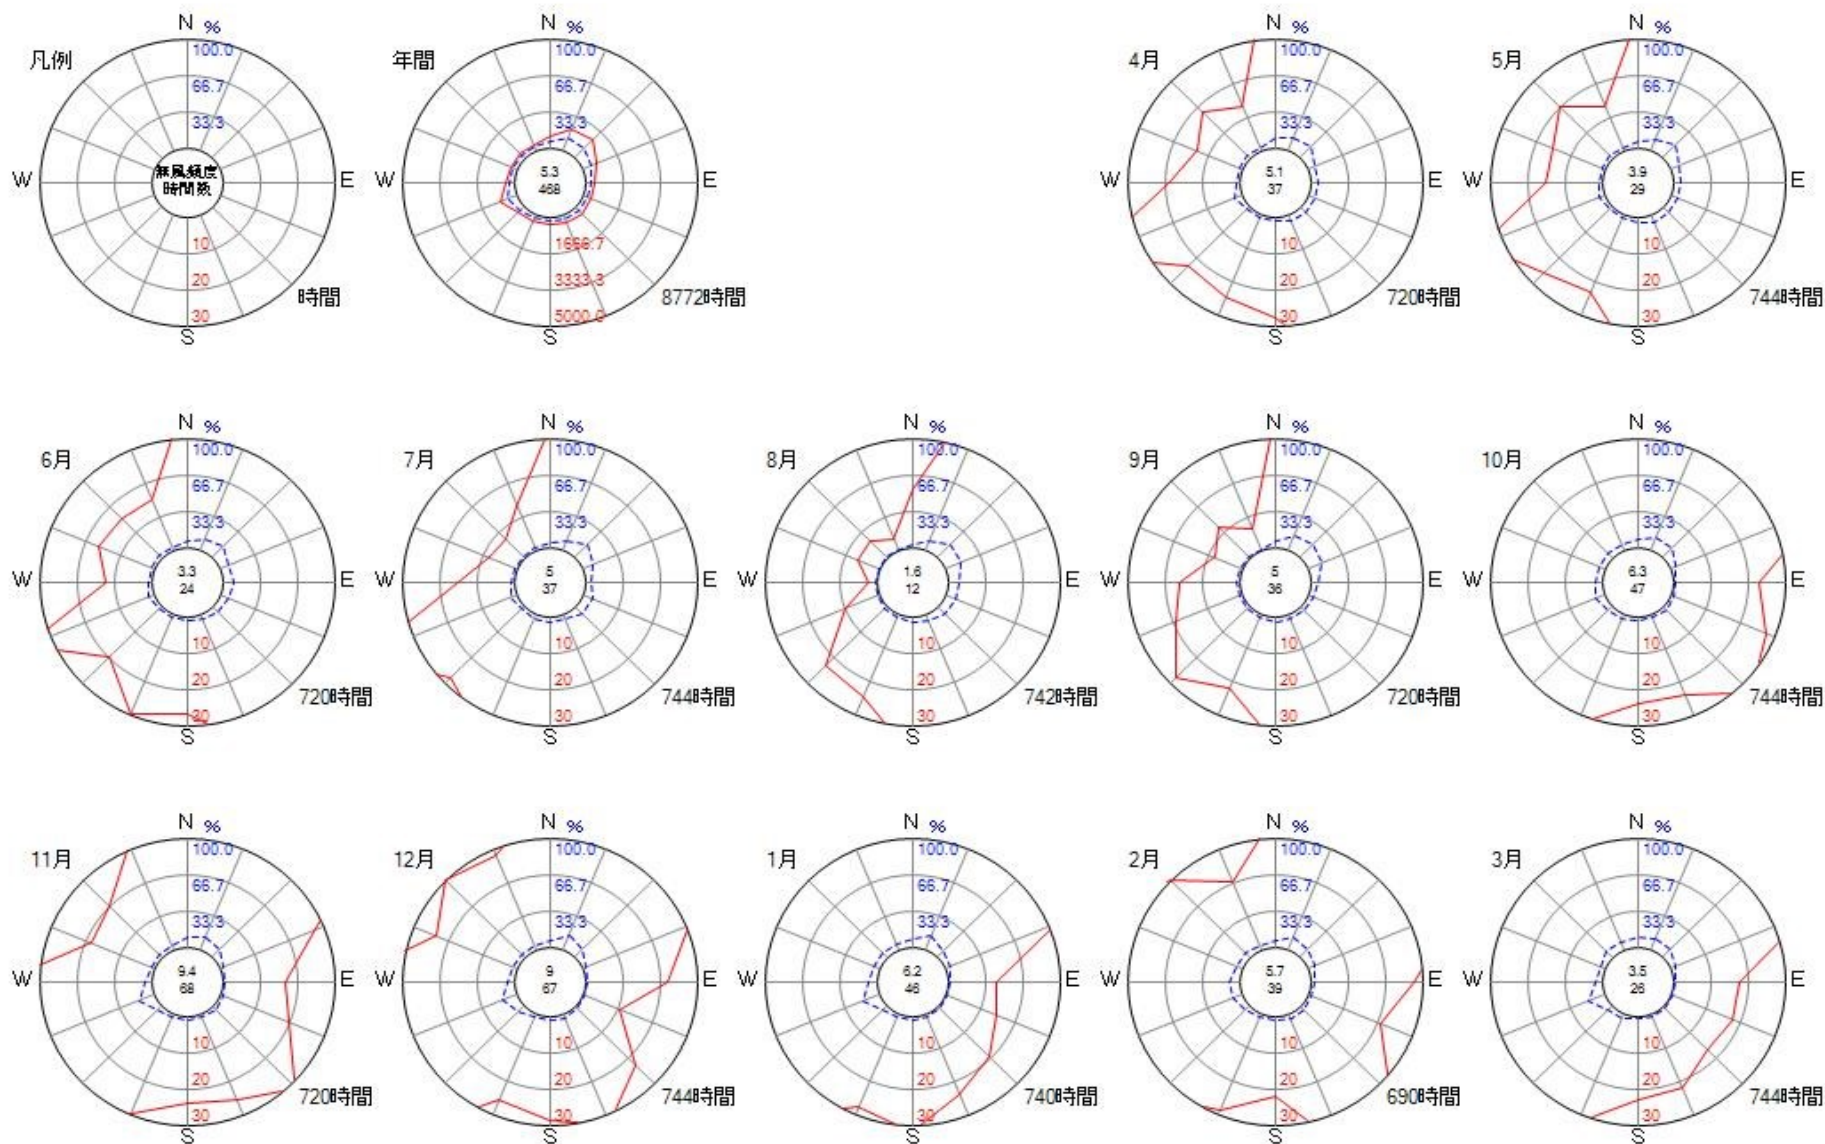 凡例
N %
100.0
66.7
33.3
W
無風頻度
時間数
E
10
20
30
S
時間
年間
N %
100.0
66.7
33.3
W
5.3
468
E
1666.7
3333.3
5000.0
S
8772時間
4月
N %
100.0
66.7
33.3
W
5.1
37
E
10
20
30
S
720時間
5月
N %
100.0
66.7
33.3
W
3.9
29
E
10
20
30
S
744時間
6月
N %
100.0
66.7
33.3
W
3.3
24
E
10
20
30
S
720時間
7月
N %
100.0
66.7
33.3
W
5
37
E
10
20
30
S
744時間
8月
N %
100.0
66.7
33.3
W
1.6
12
E
10
20
30
S
742時間
9月
N %
100.0
66.7
33.3
W
5
36
E
10
20
30
S
720時間
10月
N %
100.0
66.7
33.3
W
6.3
47
E
10
20
30
S
744時間
11月
N %
100.0
66.7
33.3
W
9.4
68
E
10
20
30
S
720時間
12月
N %
100.0
66.7
33.3
W
9
67
E
10
20
30
S
744時間
1月
N %
100.0
66.7
33.3
W
6.2
46
E
10
20
30
S
740時間
2月
N %
100.0
66.7
33.3
W
5.7
39
E
10
20
30
S
690時間
3月
N %
100.0
66.7
33.3
W
3.5
26
E
10
20
30
S
744時間